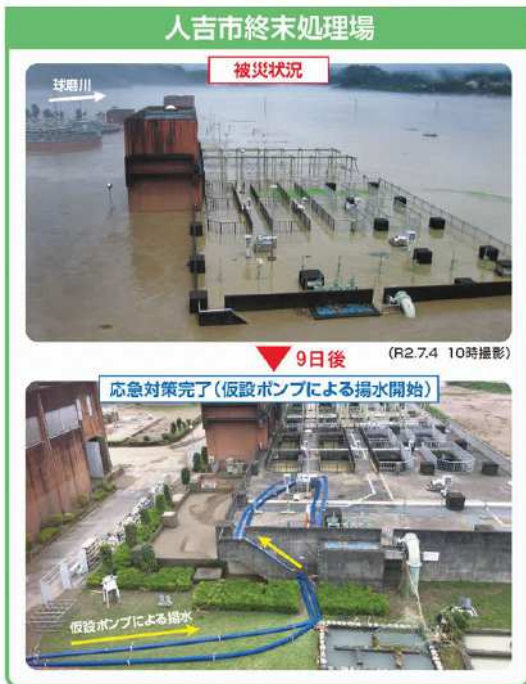 人吉市終末処理場
被災状況
球磨川
9日後
(R2.7.4 10時撮影)
応急対策完了(仮設ポンプによる揚水開始)
仮設ポンプによる揚水